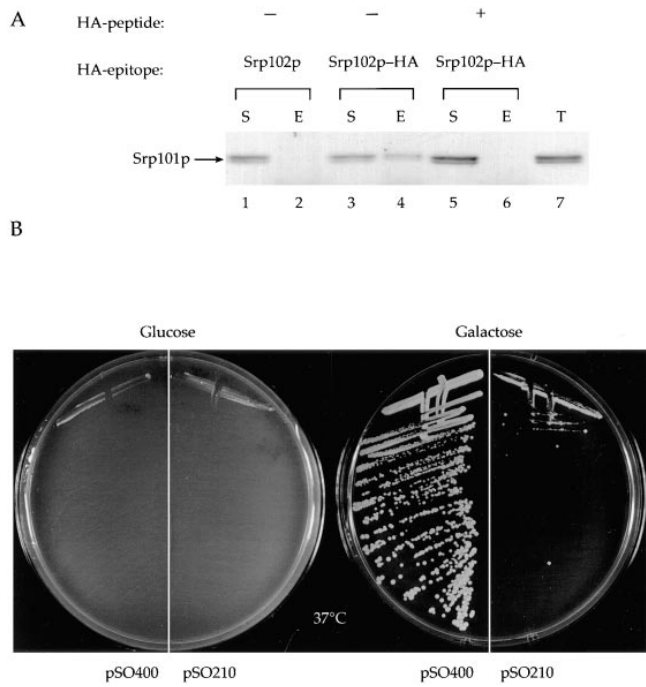 A
HA-peptide: – – +
HA-epitope: Srp102p Srp102p–HA Srp102p–HA
S E S E S E T
Srp101p
1 2 3 4 5 6 7
B
Glucose Galactose
37°C
pSO400 pSO210 pSO400 pSO210